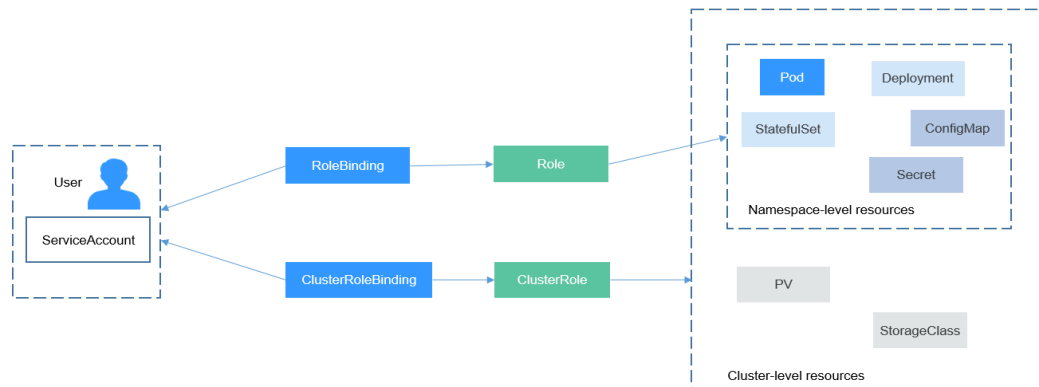 User
ServiceAccount
RoleBinding
Role
ClusterRoleBinding
ClusterRole
Pod
Deployment
StatefulSet
ConfigMap
Secret
Namespace-level resources
PV
StorageClass
Cluster-level resources